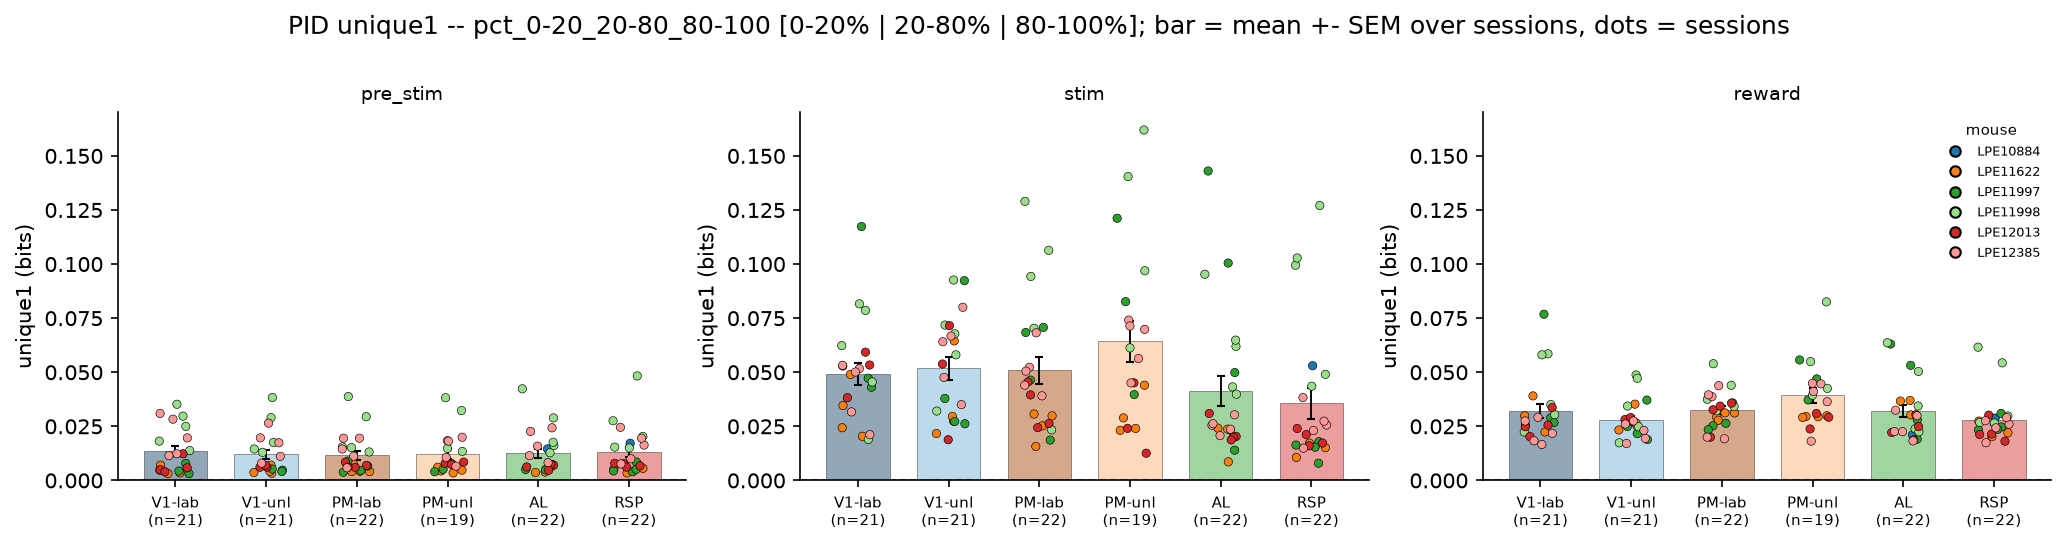 PID unique1 -- pct_0-20_20-80_80-100 [0-20% | 20-80% | 80-100%]; bar = mean +- SEM over sessions, dots = sessions
pre_stim
unique1 (bits)
0.150
0.125
0.100
0.075
0.050
0.025
0.000
V1-lab
(n=21)
V1-unl
(n=21)
PM-lab
(n=22)
PM-unl
(n=19)
AL
(n=22)
RSP
(n=22)
stim
unique1 (bits)
0.150
0.125
0.100
0.075
0.050
0.025
0.000
V1-lab
(n=21)
V1-unl
(n=21)
PM-lab
(n=22)
PM-unl
(n=19)
AL
(n=22)
RSP
(n=22)
reward
unique1 (bits)
0.150
0.125
0.100
0.075
0.050
0.025
0.000
V1-lab
(n=21)
V1-unl
(n=21)
PM-lab
(n=22)
PM-unl
(n=19)
AL
(n=22)
RSP
(n=22)
mouse
LPE10884
LPE11622
LPE11997
LPE11998
LPE12013
LPE12385